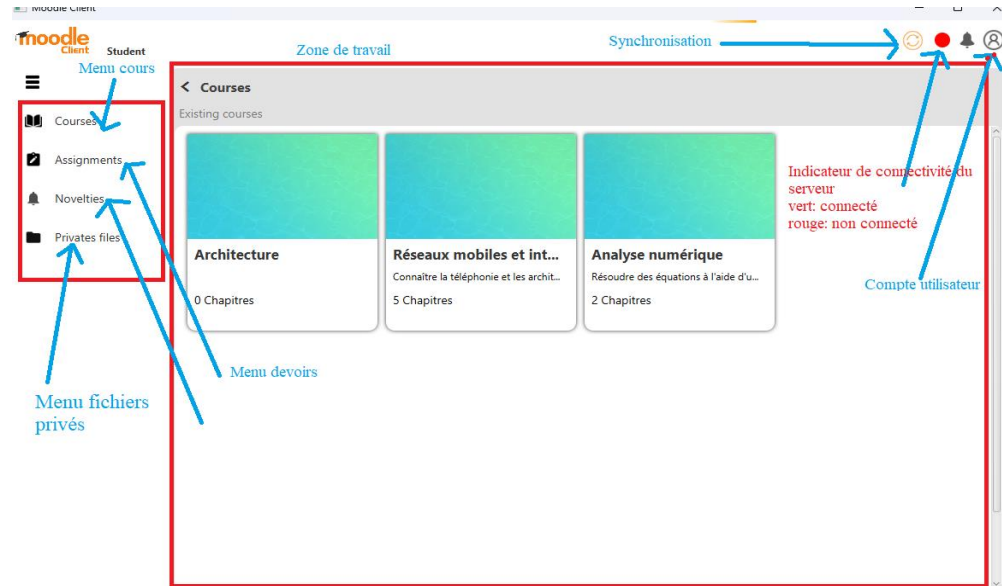 Moodle Client
moodle
Client
Student
Zone de travail
Synchronisation
Menu cours
Courses
Existing courses
Courses
Assignments
Novelties
Privates files
Indicateur de connectivité du
serveur
vert: connecté
rouge: non connecté
Architecture
0 Chapitres
Réseaux mobiles et int...
Connaître la téléphonie et les archit...
5 Chapitres
Analyse numérique
Résoudre des équations à l'aide d'u...
2 Chapitres
Compte utilisateur
Menu devoirs
Menu fichiers
privés